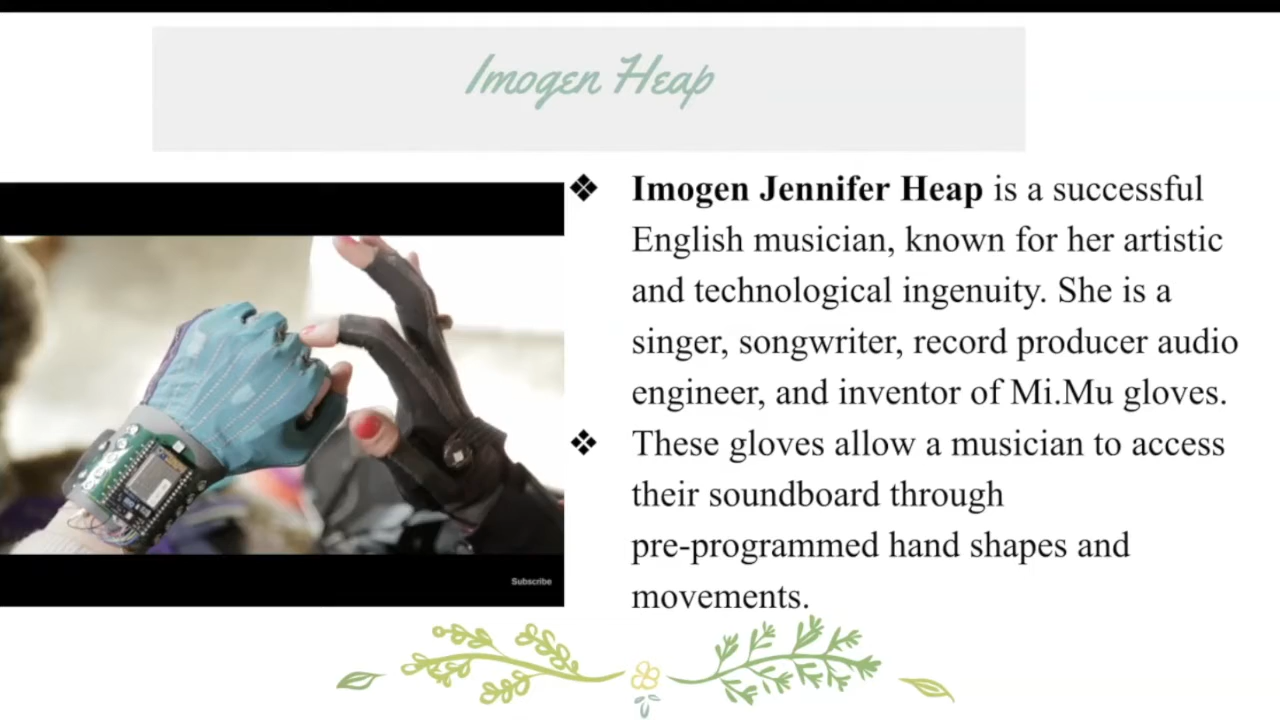 Imogen Heap
❖ Imogen Jennifer Heap is a successful
English musician, known for her artistic
and technological ingenuity. She is a
singer, songwriter, record producer audio
engineer, and inventor of Mi.Mu gloves.
❖ These gloves allow a musician to access
their soundboard through
pre-programmed hand shapes and
movements.
Subscribe